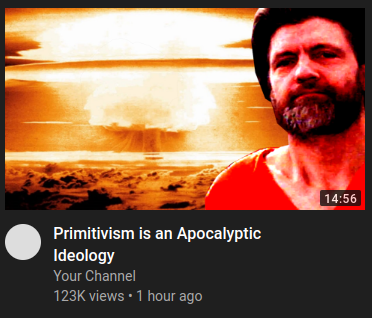 14:56
Primitivism is an Apocalyptic
Ideology
Your Channel
123K views • 1 hour ago